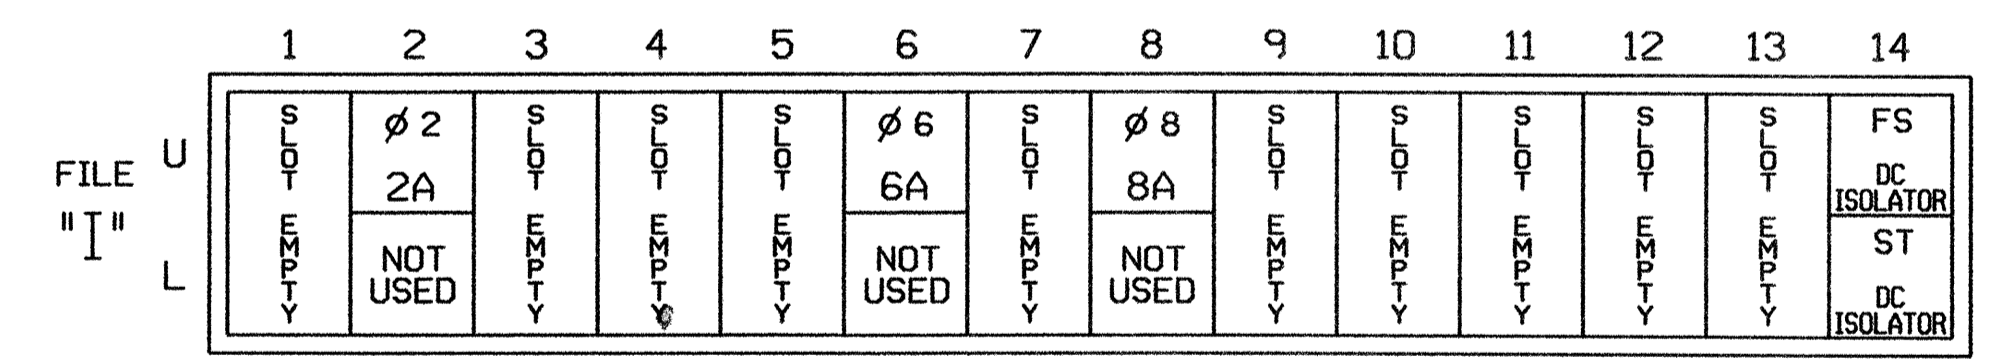 1 2 3 4 5 6 7 8 9 10 11 12 13 14
FILE
"I"
U
L
SLOT EMPTY
Ø 2
2A
NOT
USED
SLOT EMPTY
SLOT EMPTY
SLOT EMPTY
Ø 6
6A
NOT
USED
SLOT EMPTY
Ø 8
8A
NOT
USED
SLOT EMPTY
SLOT EMPTY
SLOT EMPTY
SLOT EMPTY
SLOT EMPTY
FS
DC
ISOLATOR
ST
DC
ISOLATOR